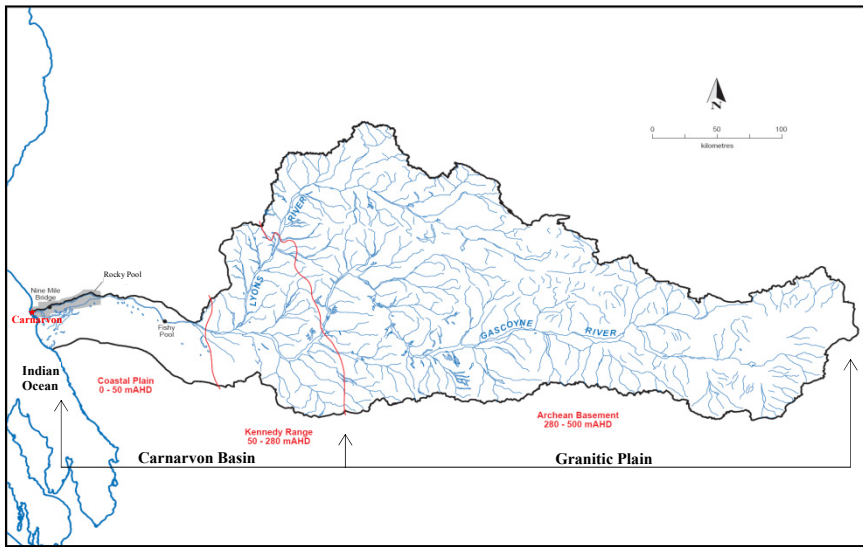 N
0 50 100
kilometres
RIVER
LYONS
Rocky Pool
Nine Mile
Bridge
Carnarvon
Fishy
Pool
GASCOYNE
RIVER
Indian
Ocean
Coastal Plain
0 - 50 mAHD
Kennedy Range
50 - 280 mAHD
Archean Basement
280 - 500 mAHD
Carnarvon Basin
Granitic Plain